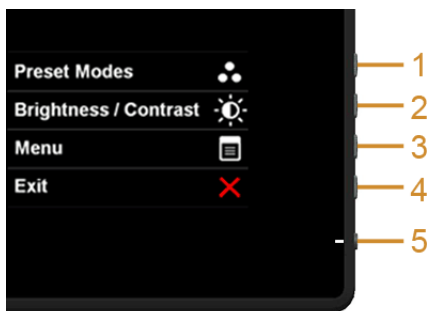 Preset Modes 1
Brightness / Contrast 2
Menu 3
Exit 4
5